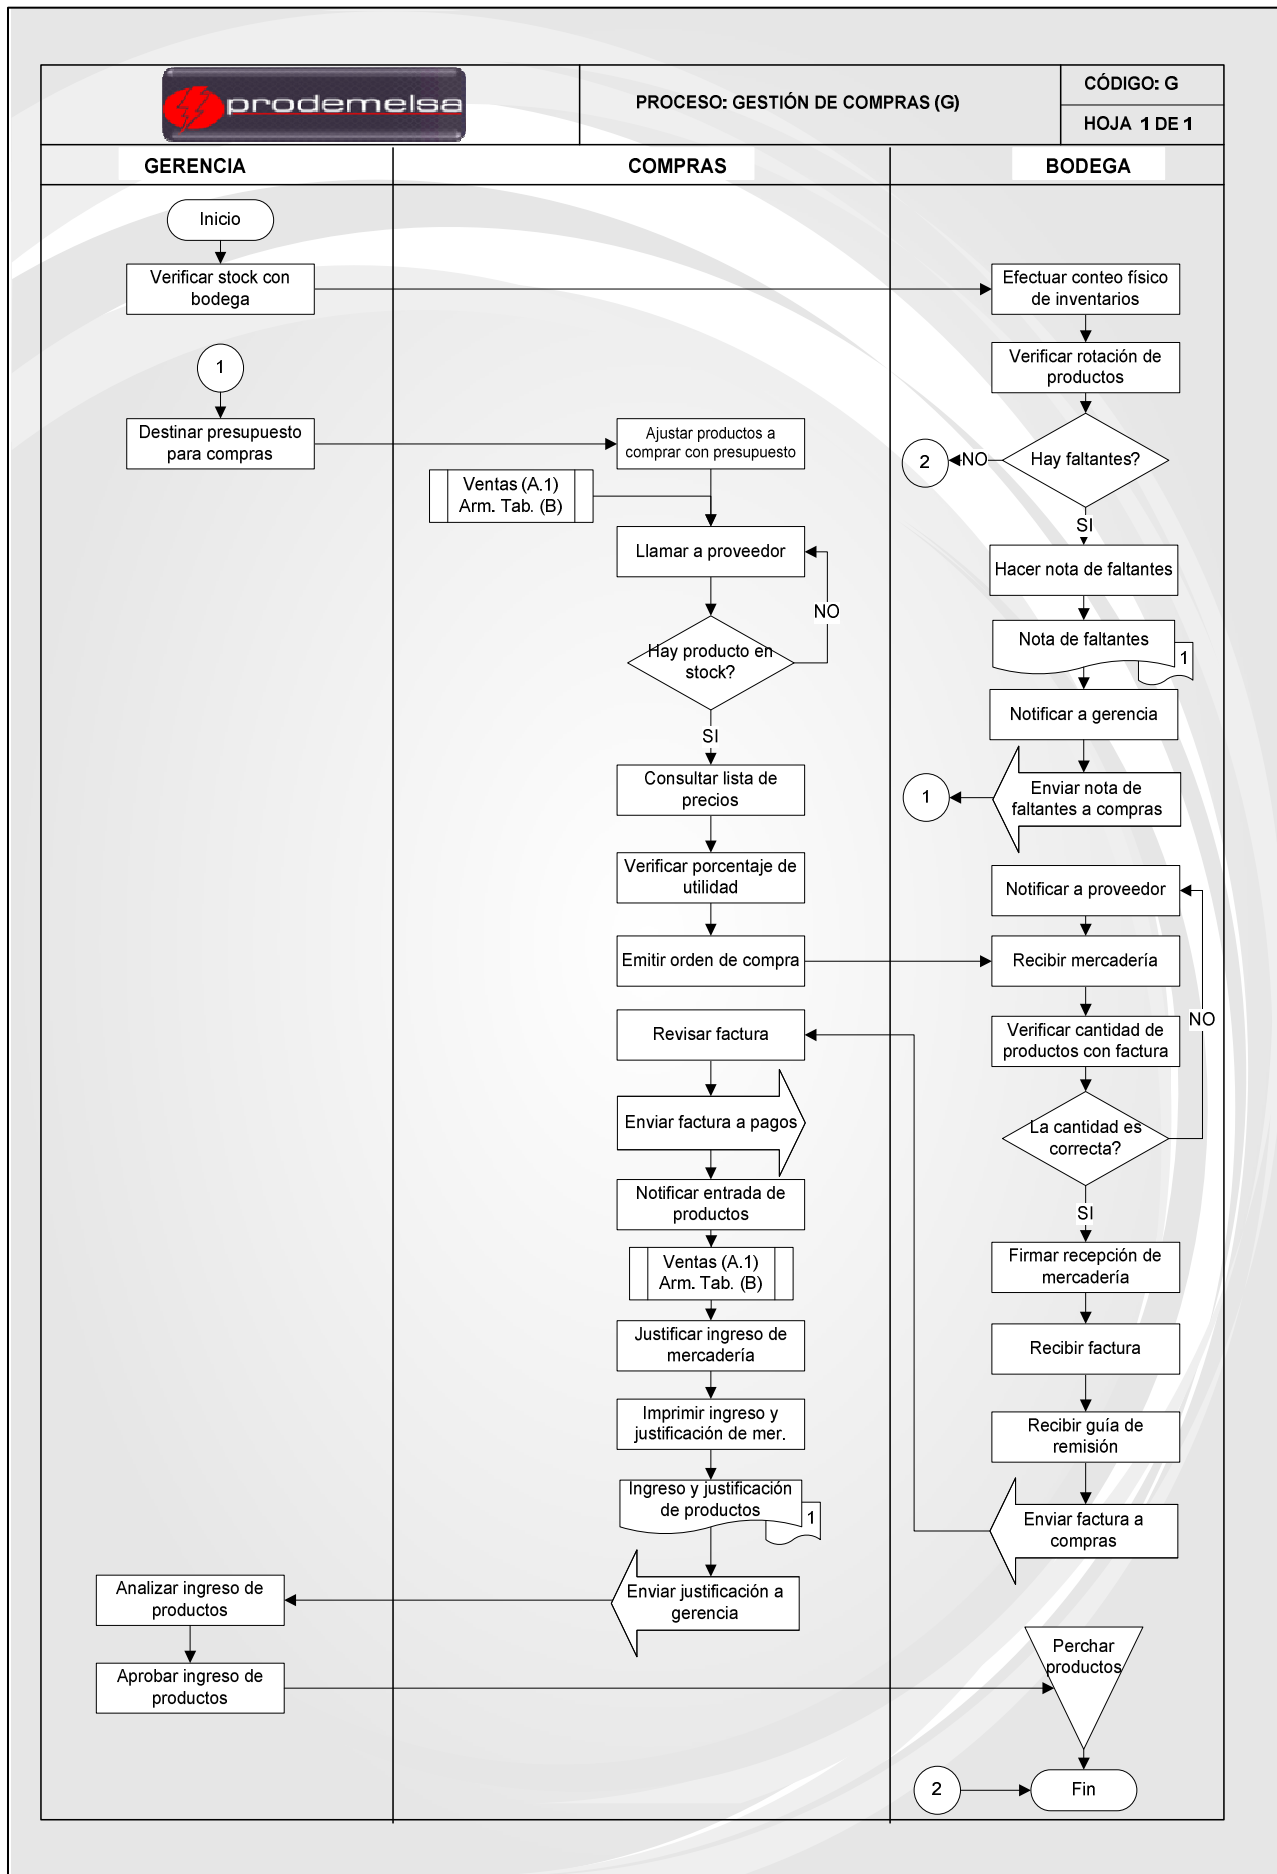 prodemelsa
PROCESO: GESTIÓN DE COMPRAS (G)
CÓDIGO: G
HOJA 1 DE 1
GERENCIA
COMPRAS
BODEGA
Inicio
Verificar stock con
bodega
1
Destinar presupuesto
para compras
Analizar ingreso de
productos
Aprobar ingreso de
productos
Ajustar productos a
comprar con presupuesto
Ventas (A.1)
Arm. Tab. (B)
Llamar a proveedor
NO
Hay producto en
stock?
SI
Consultar lista de
precios
Verificar porcentaje de
utilidad
Emitir orden de compra
Revisar factura
Enviar factura a pagos
Notificar entrada de
productos
Ventas (A.1)
Arm. Tab. (B)
Justificar ingreso de
mercadería
Imprimir ingreso y
justificación de mer.
Ingreso y justificación
de productos
1
Enviar justificación a
gerencia
Efectuar conteo físico
de inventarios
Verificar rotación de
productos
2
NO
Hay faltantes?
SI
Hacer nota de faltantes
Nota de faltantes
1
Notificar a gerencia
1
Enviar nota de
faltantes a compras
Notificar a proveedor
Recibir mercadería
NO
Verificar cantidad de
productos con factura
La cantidad es
correcta?
SI
Firmar recepción de
mercadería
Recibir factura
Recibir guía de
remisión
Enviar factura a
compras
Perchar
productos
2
Fin